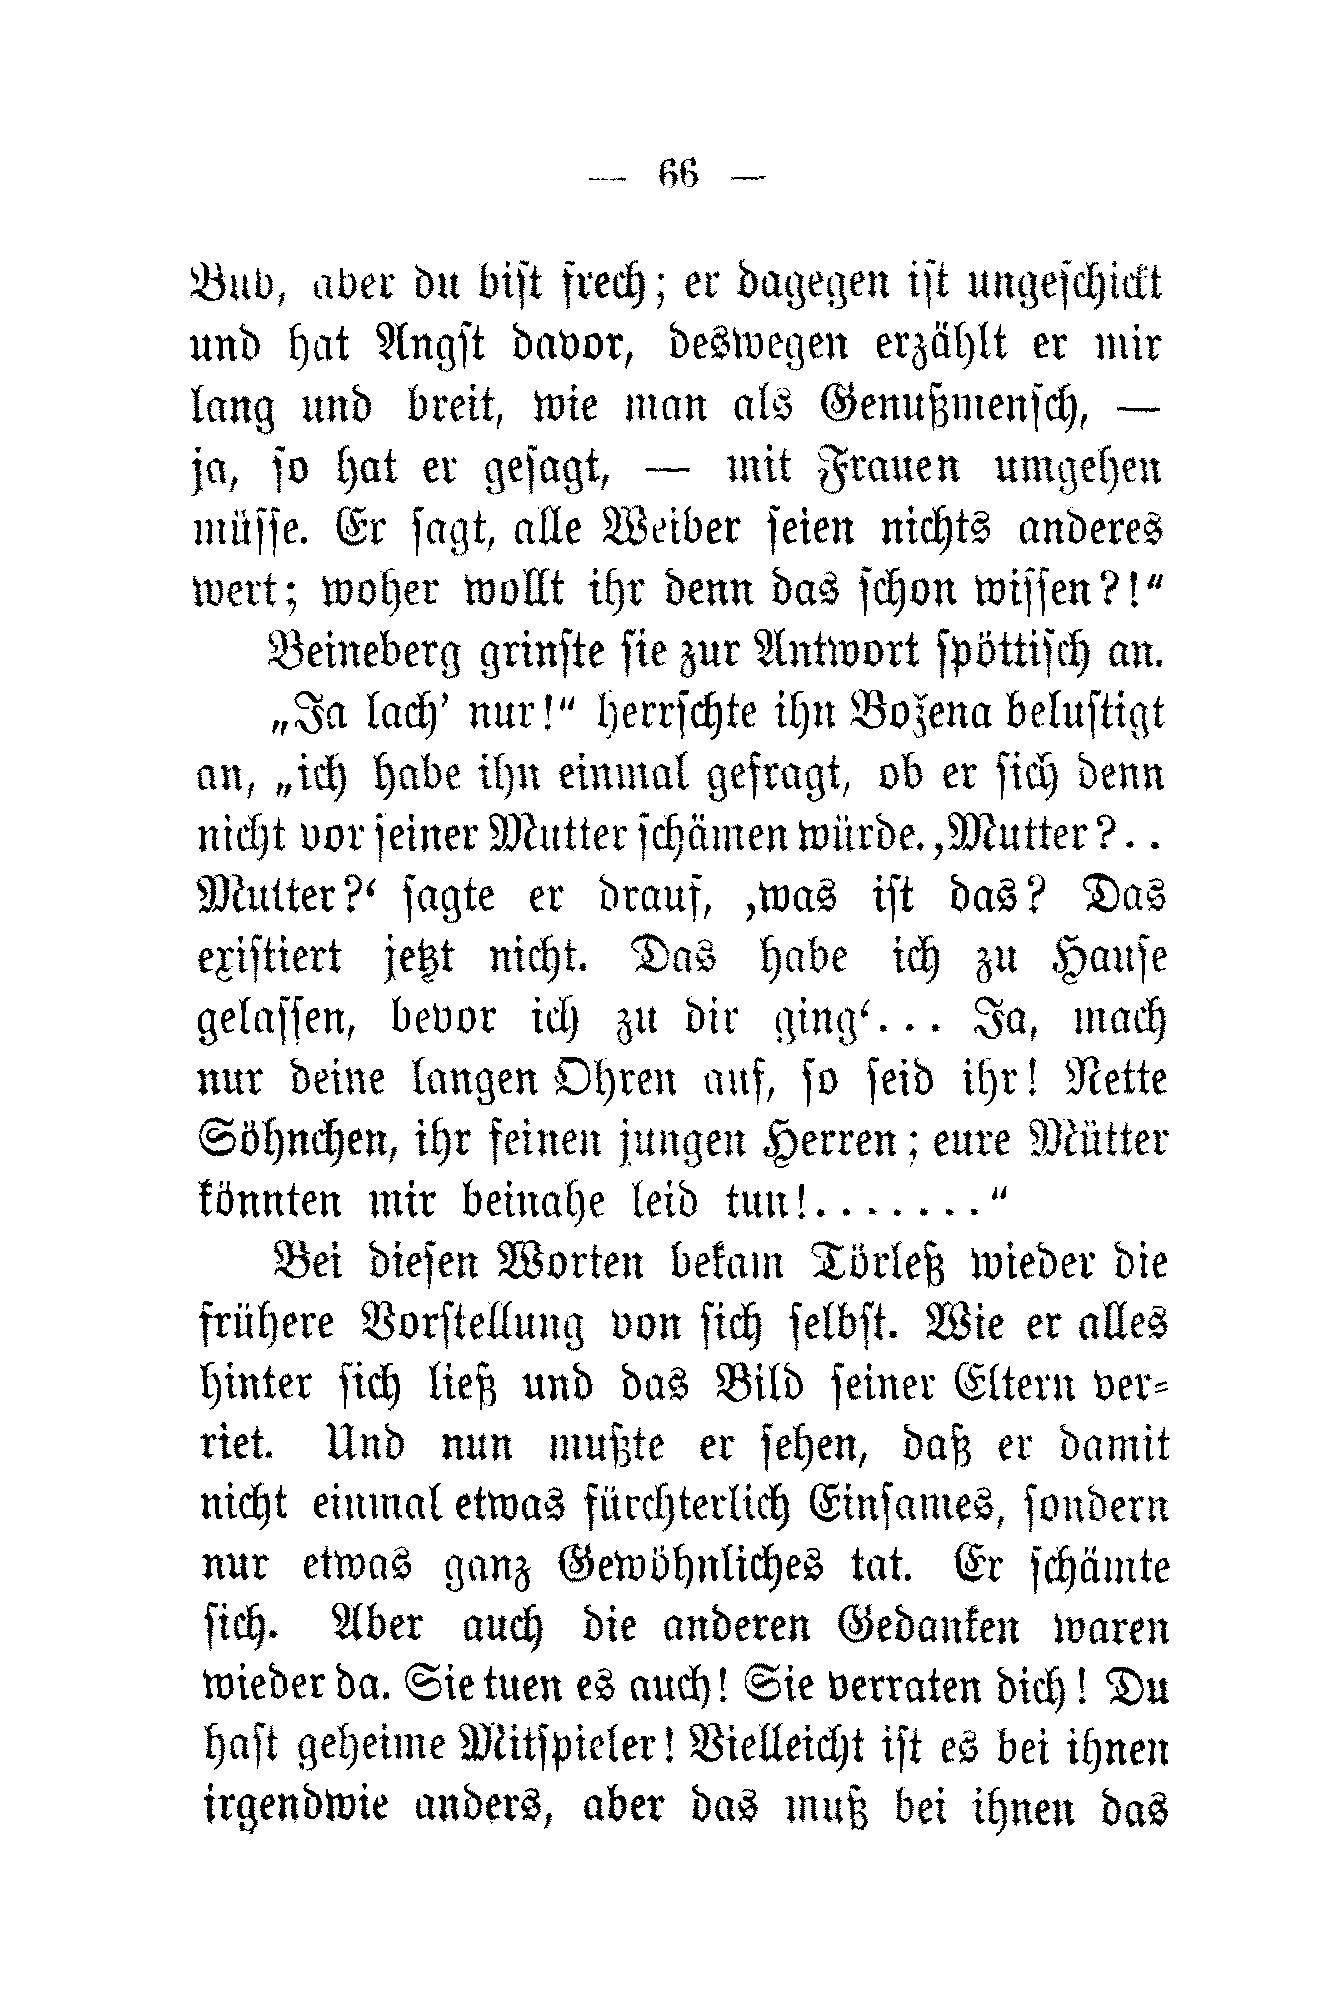 — 66 —
Bub, aber du bist frech; er dagegen ist ungeschickt
und hat Angst davor, deswegen erzählt er mir
lang und breit, wie man als Genußmensch, —
ja, so hat er gesagt, — mit Frauen umgehen
müsse. Er sagt, alle Weiber seien nichts anderes
wert; woher wollt ihr denn das schon wissen?!“
Beineberg grinste sie zur Antwort spöttisch an.
„Ja lach’ nur!“ herrschte ihn Božena belustigt
an, „ich habe ihn einmal gefragt, ob er sich denn
nicht vor seiner Mutter schämen würde. ‚Mutter?..
Mutter?‘ sagte er drauf, ‚was ist das? Das
existiert jetzt nicht. Das habe ich zu Hause
gelassen, bevor ich zu dir ging‘... Ja, mach
nur deine langen Ohren auf, so seid ihr! Nette
Söhnchen, ihr feinen jungen Herren; eure Mütter
könnten mir beinahe leid tun!.......“
Bei diesen Worten bekam Törleß wieder die
frühere Vorstellung von sich selbst. Wie er alles
hinter sich ließ und das Bild seiner Eltern ver-
riet. Und nun mußte er sehen, daß er damit
nicht einmal etwas fürchterlich Einsames, sondern
nur etwas ganz Gewöhnliches tat. Er schämte
sich. Aber auch die anderen Gedanken waren
wieder da. Sie tuen es auch! Sie verraten dich! Du
hast geheime Mitspieler! Vielleicht ist es bei ihnen
irgendwie anders, aber das muß bei ihnen das